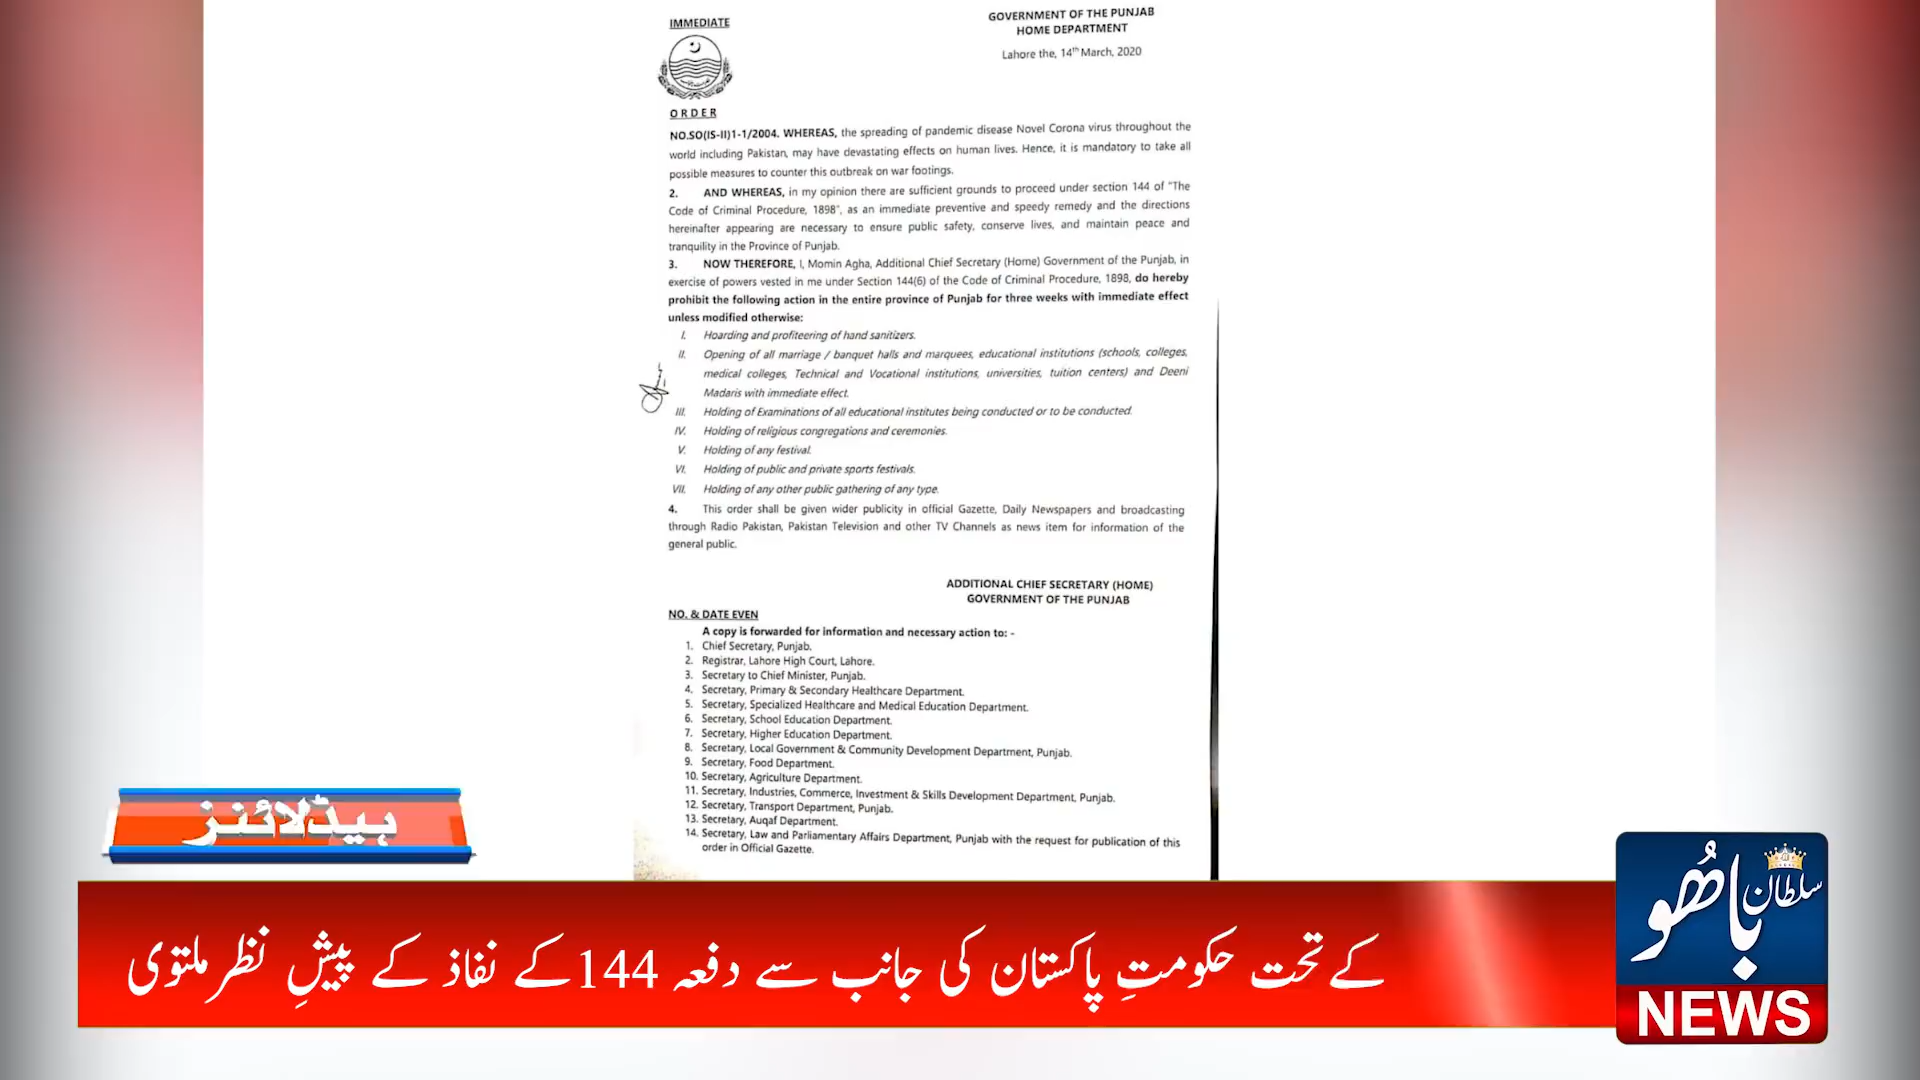 IMMEDIATE
GOVERNMENT OF THE PUNJAB
HOME DEPARTMENT
Lahore the, 14th March, 2020
ORDER
NO.SO(IS-II)1-1/2004. WHEREAS, the spreading of pandemic disease Novel Corona virus throughout the
world including Pakistan, may have devastating effects on human lives. Hence, it is mandatory to take all
possible measures to counter this outbreak on war footings.
2. AND WHEREAS, in my opinion there are sufficient grounds to proceed under section 144 of "The
Code of Criminal Procedure, 1898", as an immediate preventive and speedy remedy and the directions
hereinafter appearing are necessary to ensure public safety, conserve lives, and maintain peace and
tranquility in the Province of Punjab.
3. NOW THEREFORE, I, Momin Agha, Additional Chief Secretary (Home) Government of the Punjab, in
exercise of powers vested in me under Section 144(6) of the Code of Criminal Procedure, 1898, do hereby
prohibit the following action in the entire province of Punjab for three weeks with immediate effect
unless modified otherwise:
I. Hoarding and profiteering of hand sanitizers.
II. Opening of all marriage / banquet halls and marquees, educational institutions (schools, colleges,
medical colleges, Technical and Vocational institutions, universities, tuition centers) and Deeni
Madaris with immediate effect.
III. Holding of Examinations of all educational institutes being conducted or to be conducted.
IV. Holding of religious congregations and ceremonies.
V. Holding of any festival.
VI. Holding of public and private sports festivals.
VII. Holding of any other public gathering of any type.
4. This order shall be given wider publicity in official Gazette, Daily Newspapers and broadcasting
through Radio Pakistan, Pakistan Television and other TV Channels as news item for information of the
general public.
ADDITIONAL CHIEF SECRETARY (HOME)
GOVERNMENT OF THE PUNJAB
NO. & DATE EVEN
A copy is forwarded for information and necessary action to: -
1. Chief Secretary, Punjab.
2. Registrar, Lahore High Court, Lahore.
3. Secretary to Chief Minister, Punjab.
4. Secretary, Primary & Secondary Healthcare Department.
5. Secretary, Specialized Healthcare and Medical Education Department.
6. Secretary, School Education Department.
7. Secretary, Higher Education Department.
8. Secretary, Local Government & Community Development Department, Punjab.
9. Secretary, Food Department.
10. Secretary, Agriculture Department.
11. Secretary, Industries, Commerce, Investment & Skills Development Department, Punjab.
12. Secretary, Transport Department, Punjab.
13. Secretary, Auqaf Department.
14. Secretary, Law and Parliamentary Affairs Department, Punjab with the request for publication of this
order in Official Gazette.
ہیڈلائنز
کے تحت حکومتِ پاکستان کی جانب سے دفعہ 144 کے نفاذ کے پیشِ نظر ملتوی
سلطان باھُو
NEWS